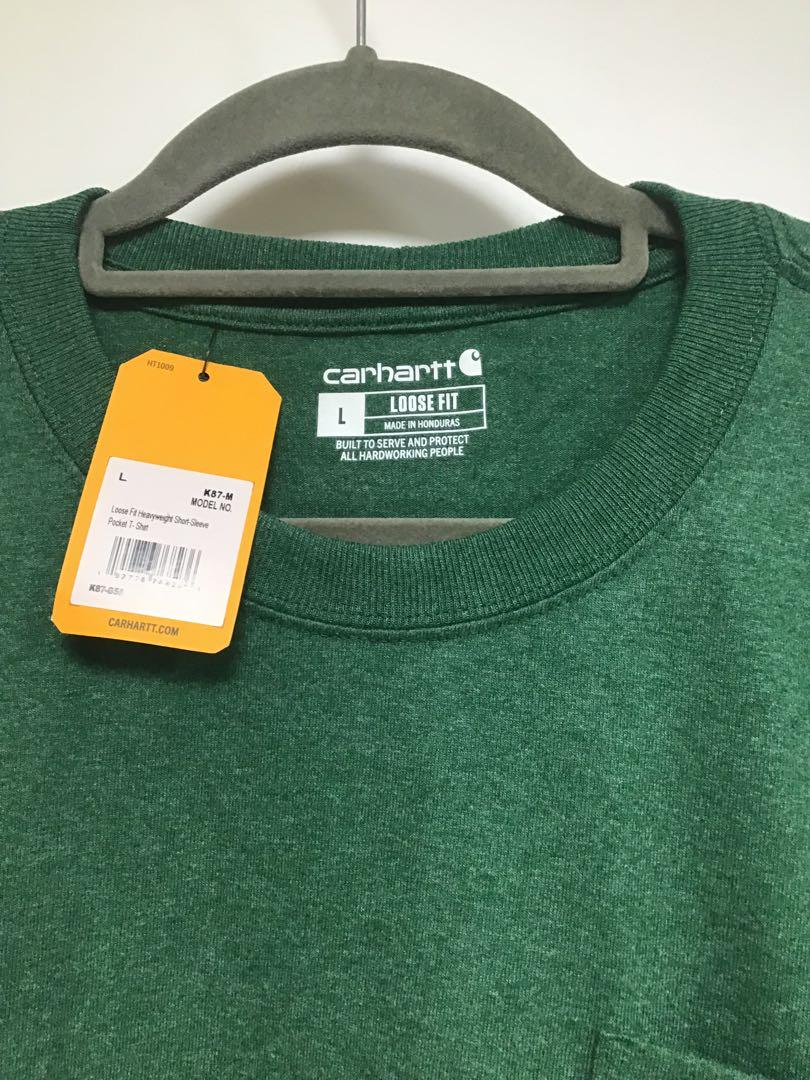 HT1009
L
K87-M
MODEL NO.
Loose Fit Heavyweight Short-Sleeve
Pocket T- Shirt
CARHARTT.COM
carhartt
L
LOOSE FIT
MADE IN HONDURAS
BUILT TO SERVE AND PROTECT
ALL HARDWORKING PEOPLE